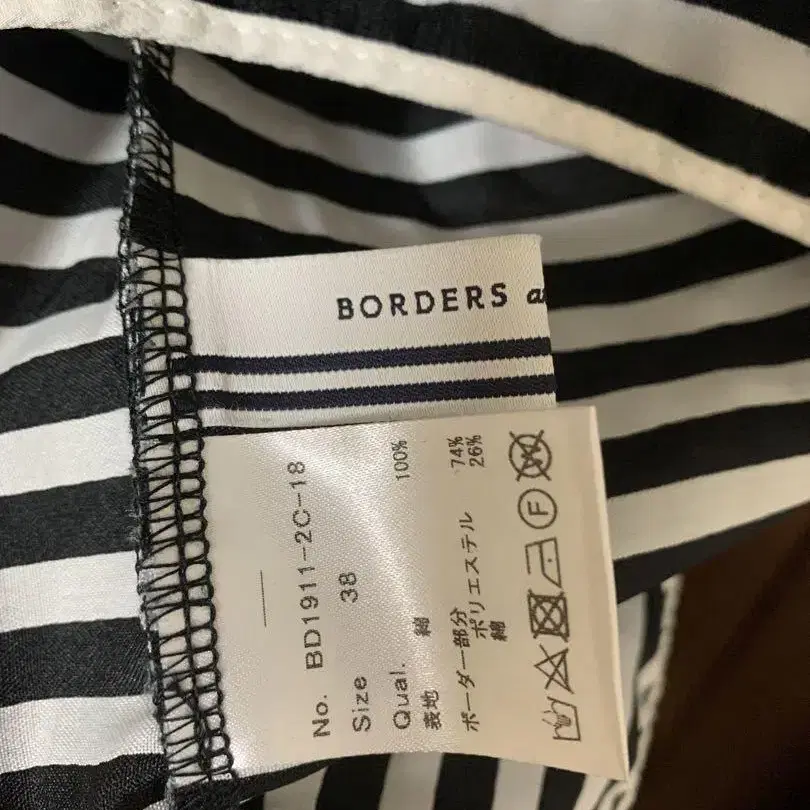 BORDERS a
No. BD1911-2C-18
Size 38
Qual.
表地 綿 100%
ボーダー部分
ポリエステル 74%
綿 26%
F